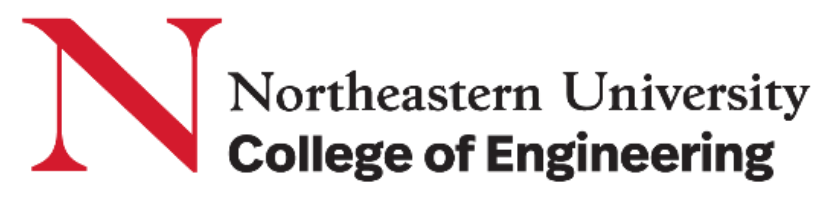 N
Northeastern University
College of Engineering